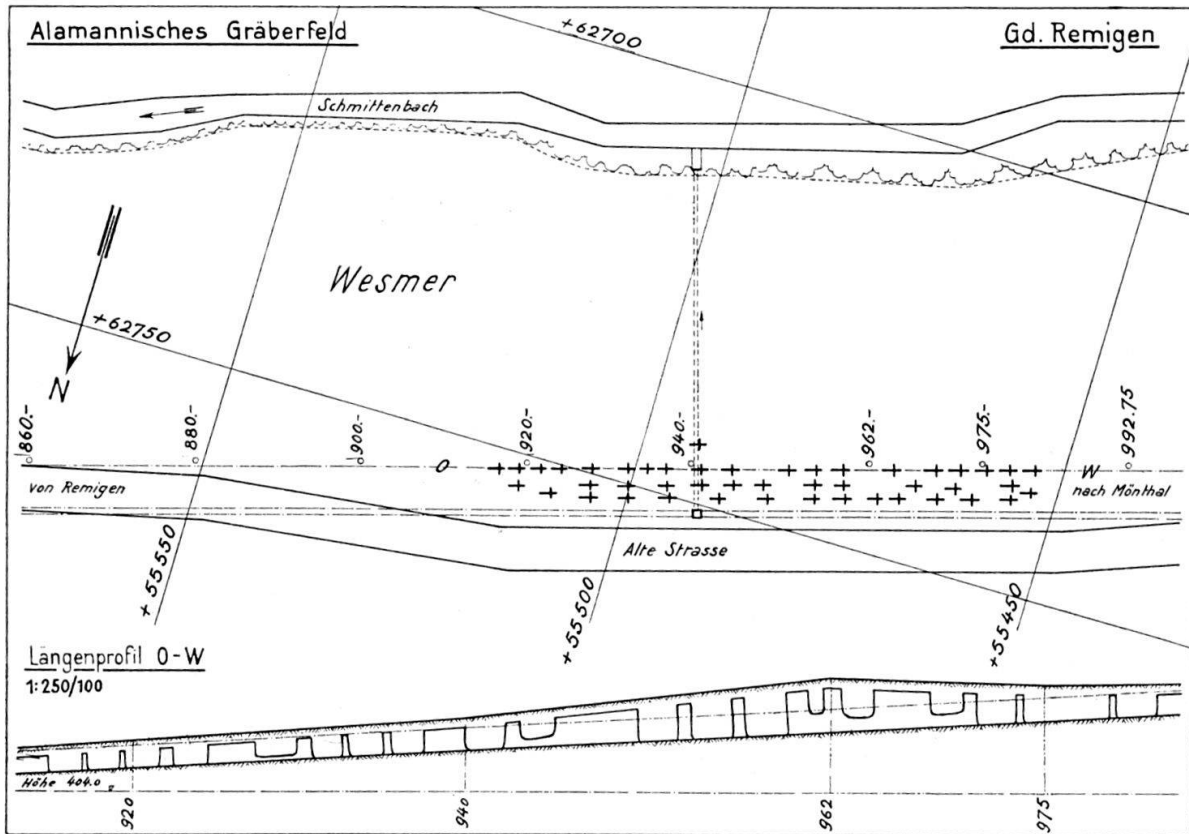 Alamannisches Gräberfeld
Gd. Remigen
+62700
Schmittenbach
Wesmer
+62750
N
860.-
880.-
900.-
920.-
940.-
962.-
975.-
992.75
O
W
von Remigen
nach Mönthal
Alte Strasse
+55550
+55500
+55450
Längenprofil O-W
1:250/100
Höhe 404.0
920
940
962
975